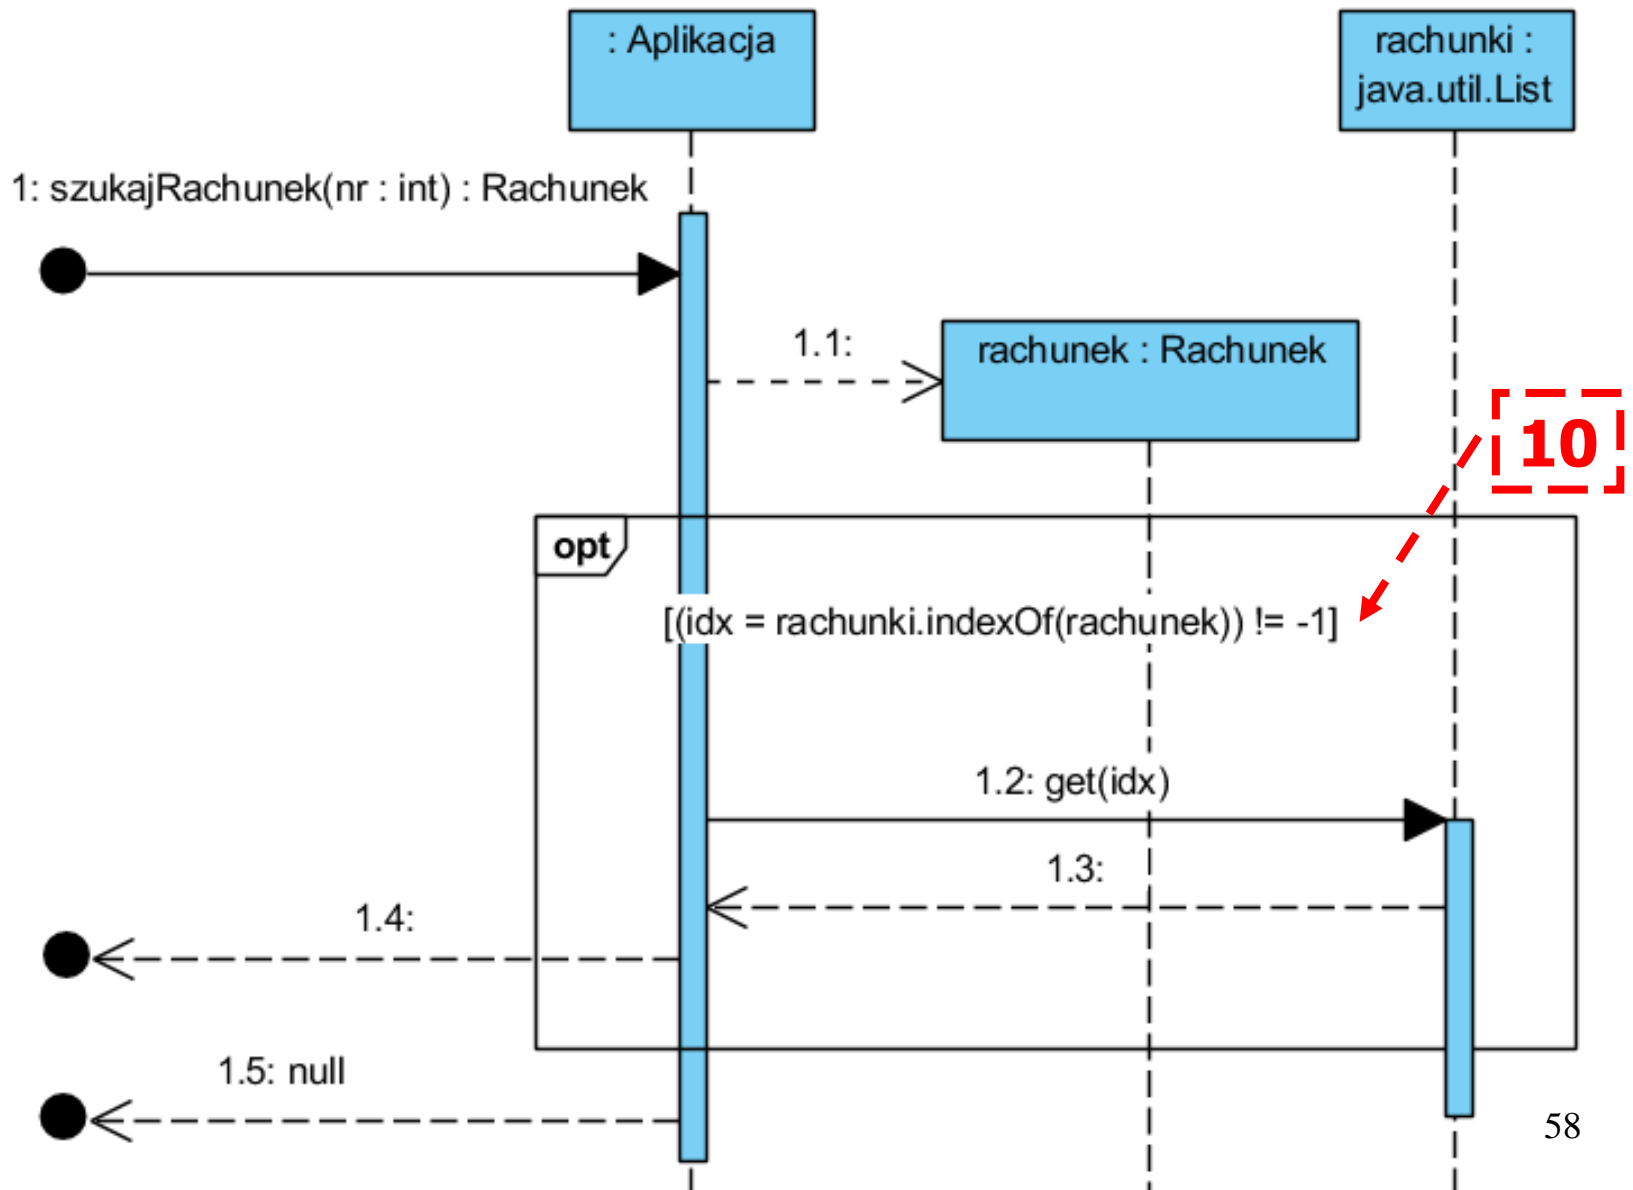 : Aplikacja
rachunki :
java.util.List
1: szukajRachunek(nr : int) : Rachunek
1.1:
rachunek : Rachunek
10
opt
[(idx = rachunki.indexOf(rachunek)) != -1]
1.2: get(idx)
1.3:
1.4:
1.5: null
58